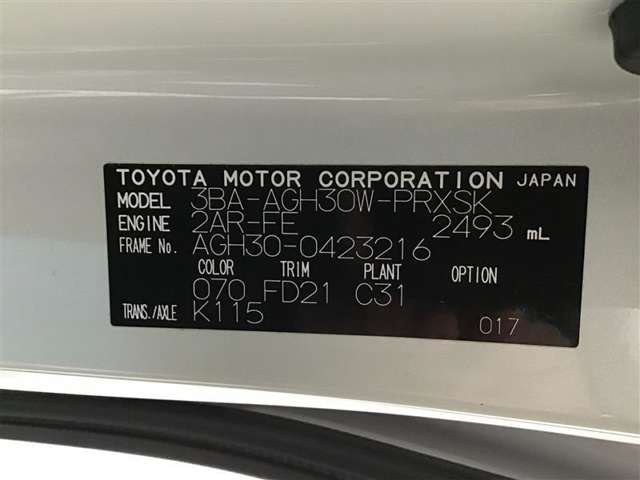 TOYOTA MOTOR CORPORATION JAPAN
MODEL 3BA-AGH30W-PRXSK
ENGINE 2AR-FE 2493 mL
FRAME No. AGH30-0423216
COLOR TRIM PLANT OPTION
070 FD21 C31
TRANS./AXLE K115 017